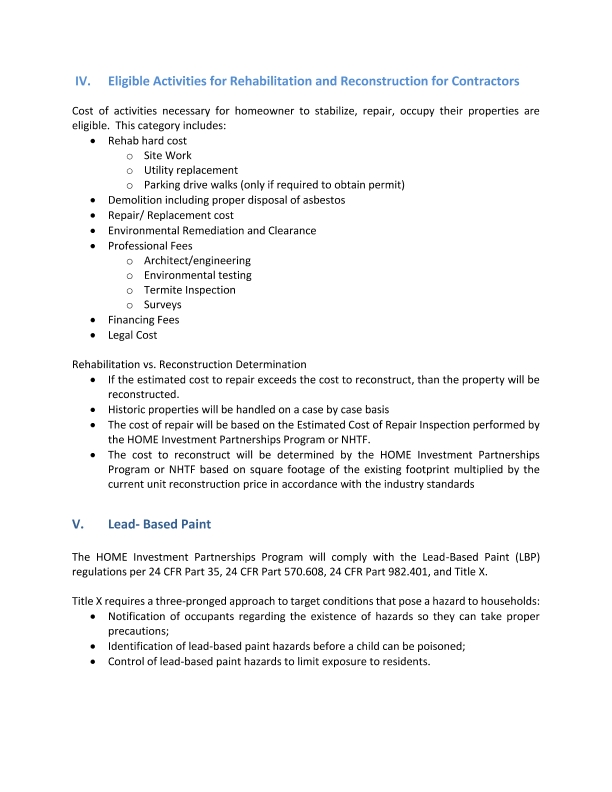 IV. Eligible Activities for Rehabilitation and Reconstruction for Contractors
Cost of activities necessary for homeowner to stabilize, repair, occupy their properties are
eligible. This category includes:
• Rehab hard cost
o Site Work
o Utility replacement
o Parking drive walks (only if required to obtain permit)
• Demolition including proper disposal of asbestos
• Repair/ Replacement cost
• Environmental Remediation and Clearance
• Professional Fees
o Architect/engineering
o Environmental testing
o Termite Inspection
o Surveys
• Financing Fees
• Legal Cost
Rehabilitation vs. Reconstruction Determination
• If the estimated cost to repair exceeds the cost to reconstruct, than the property will be
reconstructed.
• Historic properties will be handled on a case by case basis
• The cost of repair will be based on the Estimated Cost of Repair Inspection performed by
the HOME Investment Partnerships Program or NHTF.
• The cost to reconstruct will be determined by the HOME Investment Partnerships
Program or NHTF based on square footage of the existing footprint multiplied by the
current unit reconstruction price in accordance with the industry standards
V. Lead- Based Paint
The HOME Investment Partnerships Program will comply with the Lead-Based Paint (LBP)
regulations per 24 CFR Part 35, 24 CFR Part 570.608, 24 CFR Part 982.401, and Title X.
Title X requires a three-pronged approach to target conditions that pose a hazard to households:
• Notification of occupants regarding the existence of hazards so they can take proper
precautions;
• Identification of lead-based paint hazards before a child can be poisoned;
• Control of lead-based paint hazards to limit exposure to residents.